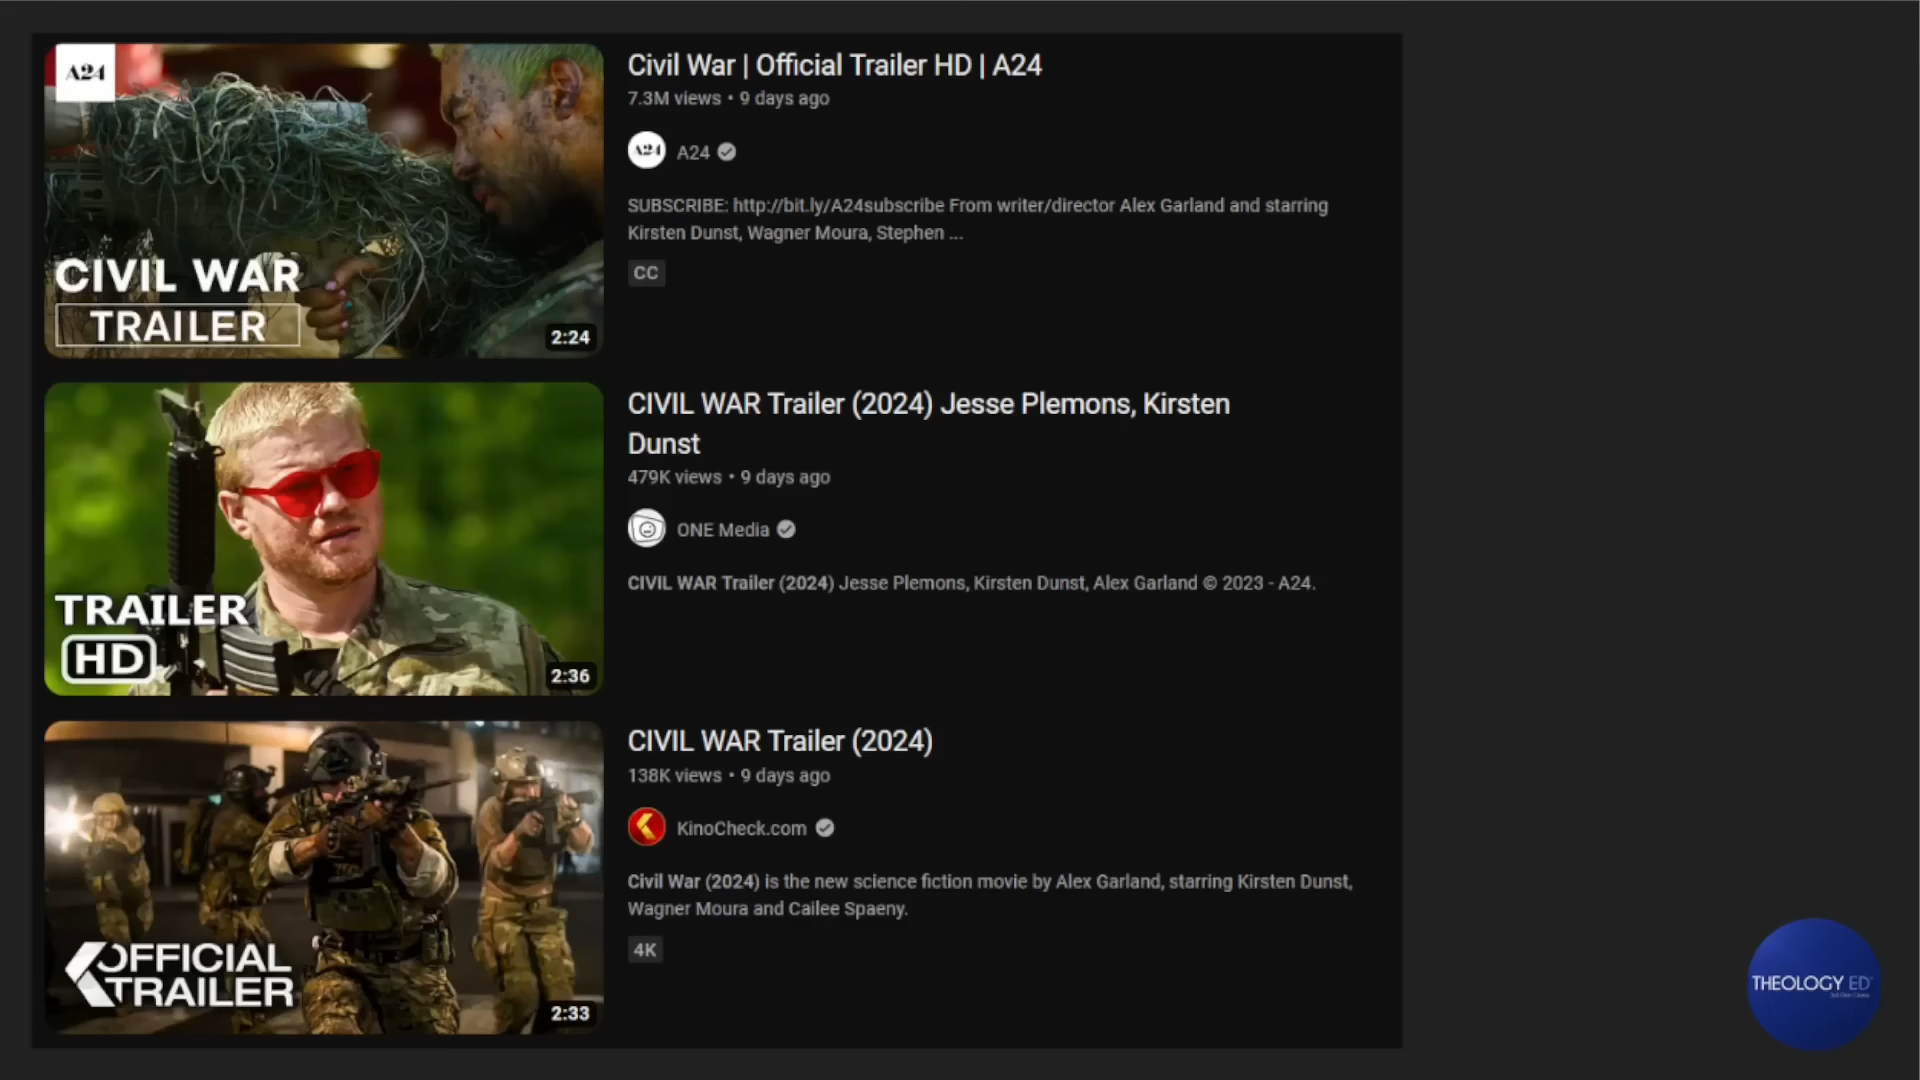 A24
CIVIL WAR
TRAILER
2:24
Civil War | Official Trailer HD | A24
7.3M views • 9 days ago
A24
A24
SUBSCRIBE: http://bit.ly/A24subscribe From writer/director Alex Garland and starring
Kirsten Dunst, Wagner Moura, Stephen ...
CC
TRAILER
HD
2:36
CIVIL WAR Trailer (2024) Jesse Plemons, Kirsten
Dunst
479K views • 9 days ago
ONE Media
CIVIL WAR Trailer (2024) Jesse Plemons, Kirsten Dunst, Alex Garland © 2023 - A24.
OFFICIAL
TRAILER
2:33
CIVIL WAR Trailer (2024)
138K views • 9 days ago
KinoCheck.com
Civil War (2024) is the new science fiction movie by Alex Garland, starring Kirsten Dunst,
Wagner Moura and Cailee Spaeny.
4K
THEOLOGY ED